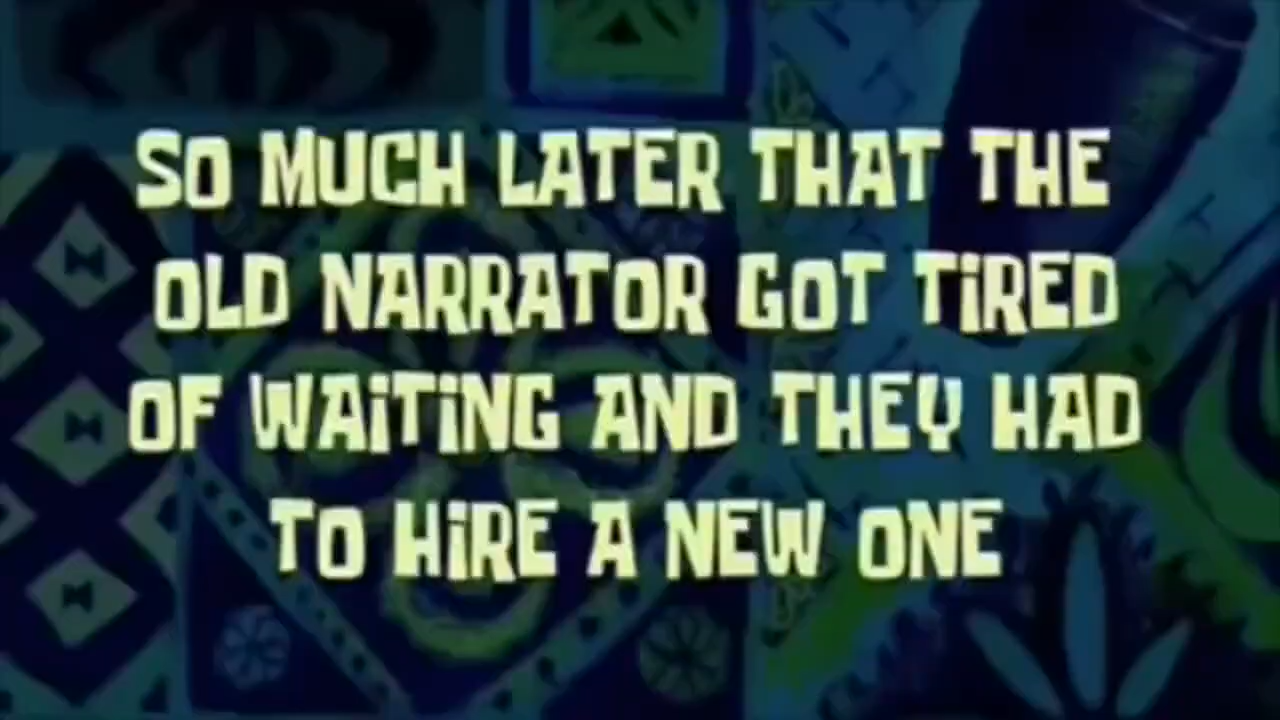 SO MUCH LATER THAT THE
OLD NARRATOR GOT TiRED
OF WAiTiNG AND THEY HAD
TO HiRE A NEW ONE